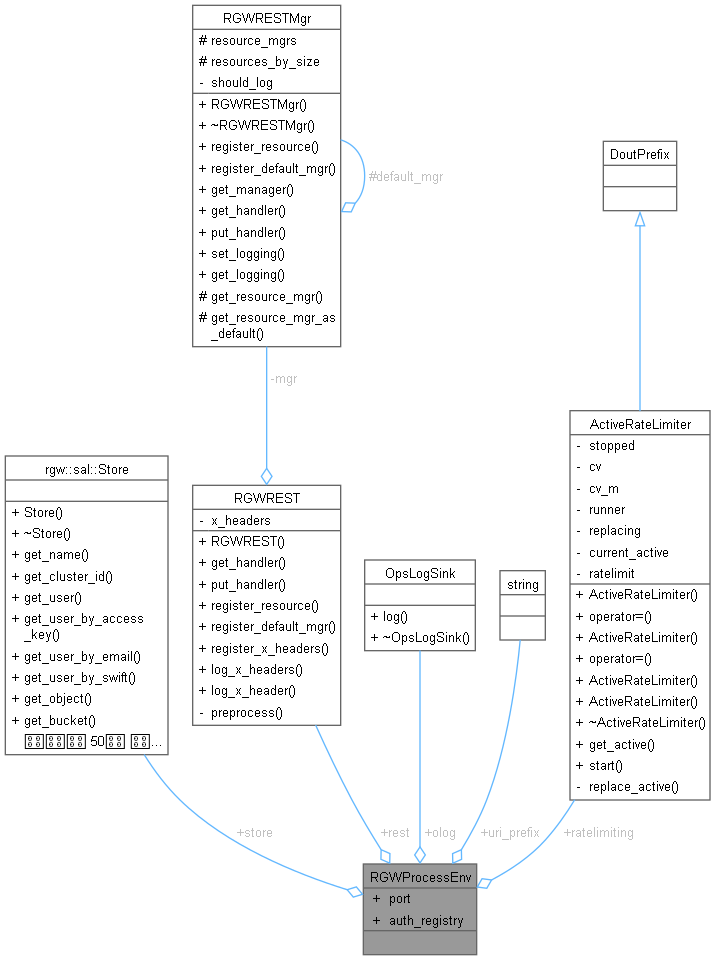 RGWRESTMgr
# resource_mgrs
# resources_by_size
- should_log
+ RGWRESTMgr()
+ ~RGWRESTMgr()
+ register_resource()
+ register_default_mgr()
+ get_manager()
+ get_handler()
+ put_handler()
+ set_logging()
+ get_logging()
# get_resource_mgr()
# get_resource_mgr_as
_default()
#default_mgr
DoutPrefix
-mgr
ActiveRateLimiter
- stopped
- cv
- cv_m
- runner
- replacing
- current_active
- ratelimit
+ ActiveRateLimiter()
+ operator=()
+ ActiveRateLimiter()
+ operator=()
+ ActiveRateLimiter()
+ ActiveRateLimiter()
+ ~ActiveRateLimiter()
+ get_active()
+ start()
- replace_active()
rgw::sal::Store
+ Store()
+ ~Store()
+ get_name()
+ get_cluster_id()
+ get_user()
+ get_user_by_access
_key()
+ get_user_by_email()
+ get_user_by_swift()
+ get_object()
+ get_bucket()
50 ...
RGWREST
- x_headers
+ RGWREST()
+ get_handler()
+ put_handler()
+ register_resource()
+ register_default_mgr()
+ register_x_headers()
+ log_x_headers()
+ log_x_header()
- preprocess()
OpsLogSink
+ log()
+ ~OpsLogSink()
string
+store
+rest
+olog
+uri_prefix
+ratelimiting
RGWProcessEnv
+ port
+ auth_registry